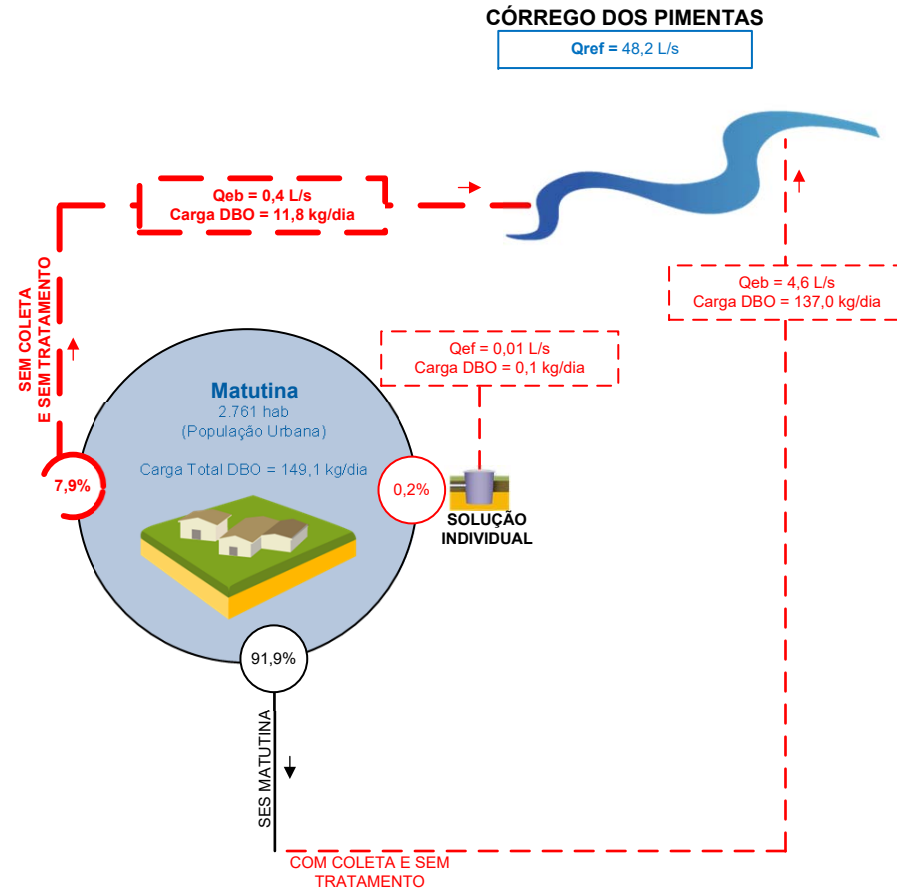 CÓRREGO DOS PIMENTAS
Qref = 48,2 L/s
Qeb = 0,4 L/s
Carga DBO = 11,8 kg/dia
Qeb = 4,6 L/s
Carga DBO = 137,0 kg/dia
SEM COLETA
E SEM TRATAMENTO
Qef = 0,01 L/s
Carga DBO = 0,1 kg/dia
Matutina
2.761 hab
(População Urbana)
Carga Total DBO = 149,1 kg/dia
7,9%
0,2%
SOLUÇÃO
INDIVIDUAL
91,9%
SES MATUTINA
COM COLETA E SEM
TRATAMENTO